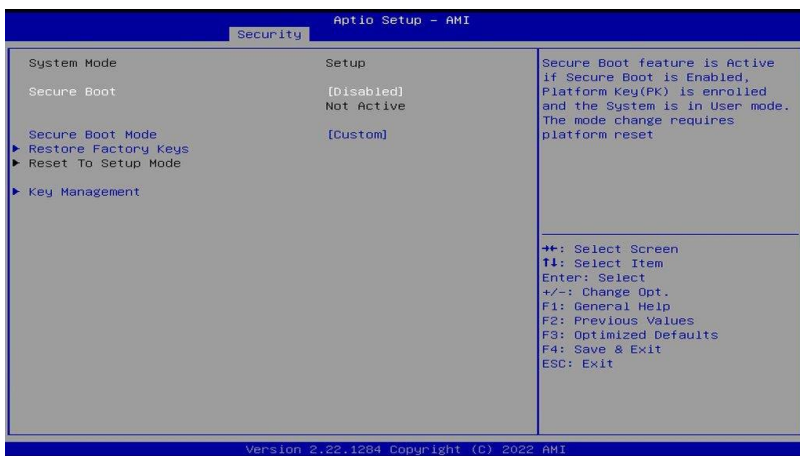 Aptio Setup - AMI
Security
System Mode Setup
Secure Boot [Disabled]
Not Active
Secure Boot Mode [Custom]
► Restore Factory Keys
► Reset To Setup Mode
► Key Management
Secure Boot feature is Active
if Secure Boot is Enabled,
Platform Key(PK) is enrolled
and the System is in User mode.
The mode change requires
platform reset
→←: Select Screen
↑↓: Select Item
Enter: Select
+/-: Change Opt.
F1: General Help
F2: Previous Values
F3: Optimized Defaults
F4: Save & Exit
ESC: Exit
Version 2.22.1284 Copyright (C) 2022 AMI